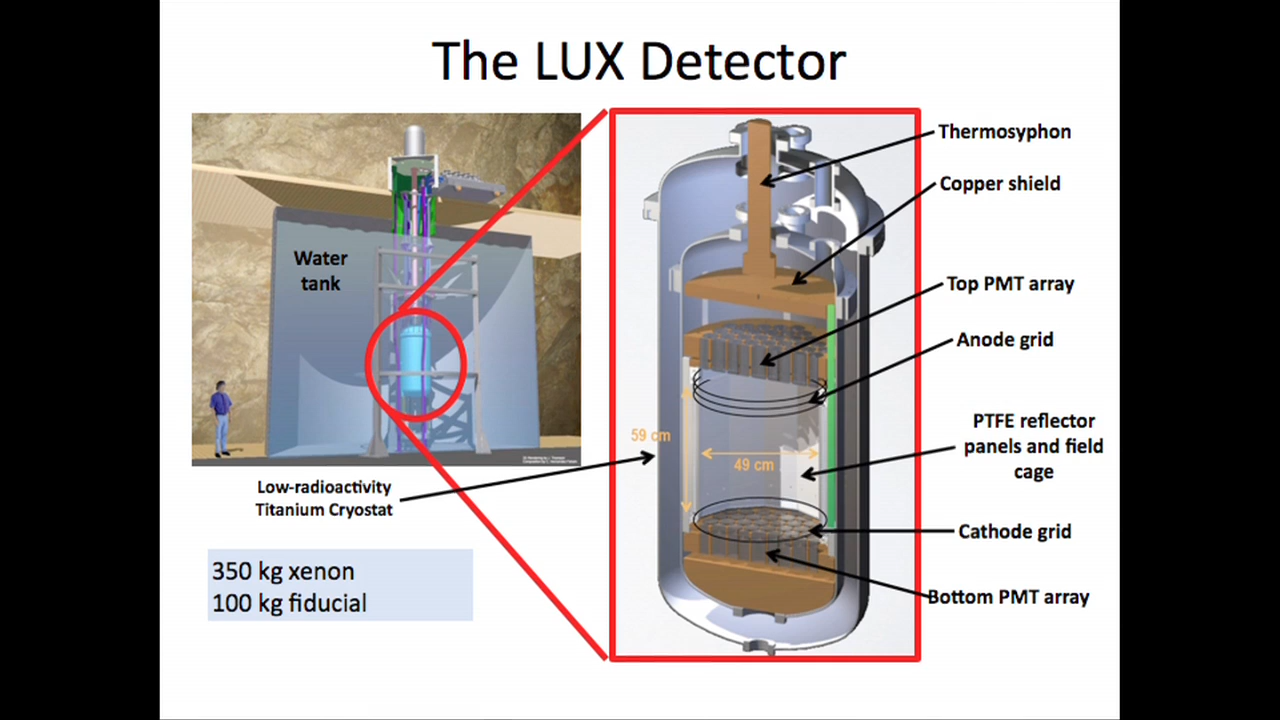 The LUX Detector
Water
tank
Thermosyphon
Copper shield
Top PMT array
Anode grid
PTFE reflector
panels and field
cage
59 cm
49 cm
Low-radioactivity
Titanium Cryostat
Cathode grid
350 kg xenon
100 kg fiducial
Bottom PMT array